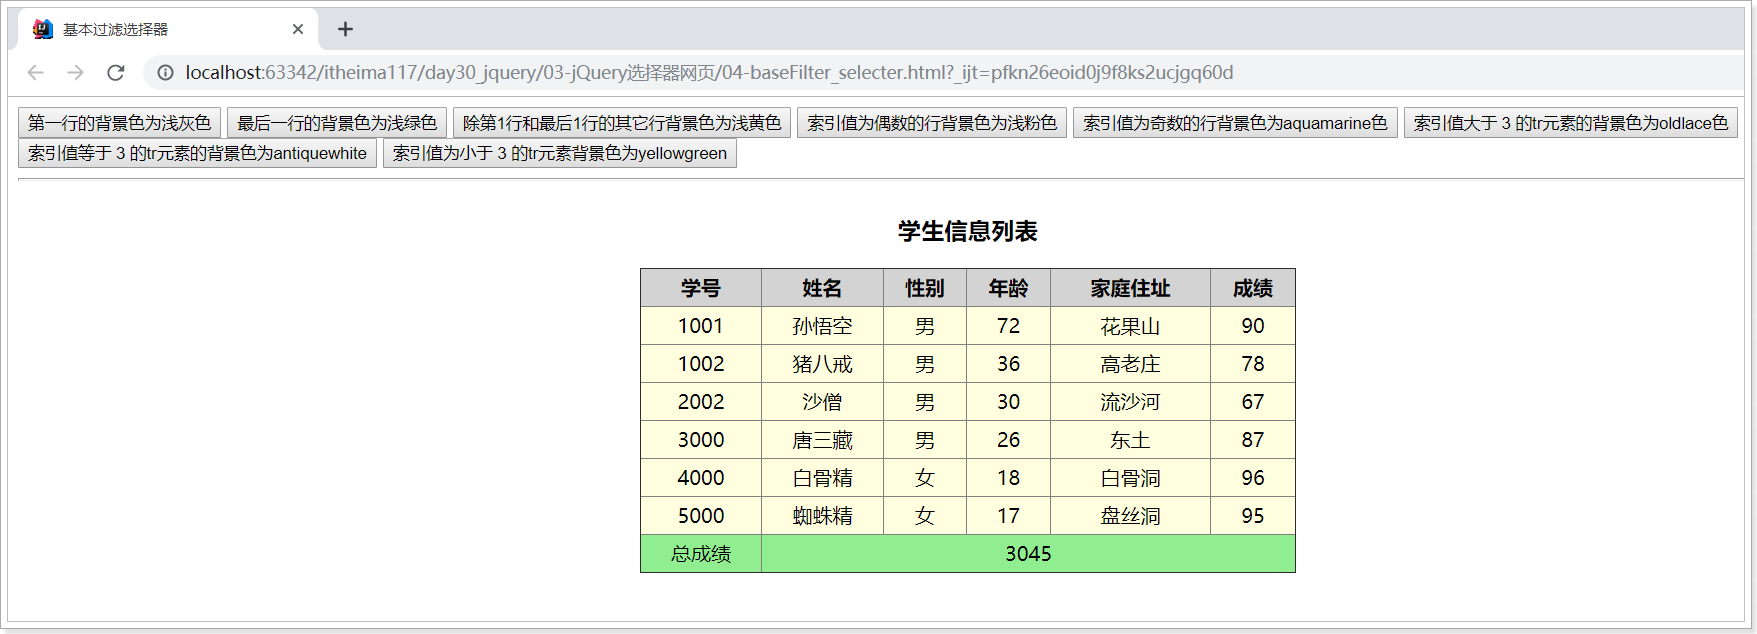 基本过滤选择器
localhost:63342/itheima117/day30_jquery/03-jQuery选择器网页/04-baseFilter_selecter.html?_ijt=pfkn26eoid0j9f8ks2ucjgq60d
第一行的背景色为浅灰色 最后一行的背景色为浅绿色 除第1行和最后1行的其它行背景色为浅黄色 索引值为偶数的行背景色为浅粉色 索引值为奇数的行背景色为aquamarine色 索引值大于 3 的tr元素的背景色为oldlace色
索引值等于 3 的tr元素的背景色为antiquewhite 索引值为小于 3 的tr元素背景色为yellowgreen
学生信息列表
学号 姓名 性别 年龄 家庭住址 成绩
1001 孙悟空 男 72 花果山 90
1002 猪八戒 男 36 高老庄 78
2002 沙僧 男 30 流沙河 67
3000 唐三藏 男 26 东土 87
4000 白骨精 女 18 白骨洞 96
5000 蜘蛛精 女 17 盘丝洞 95
总成绩 3045